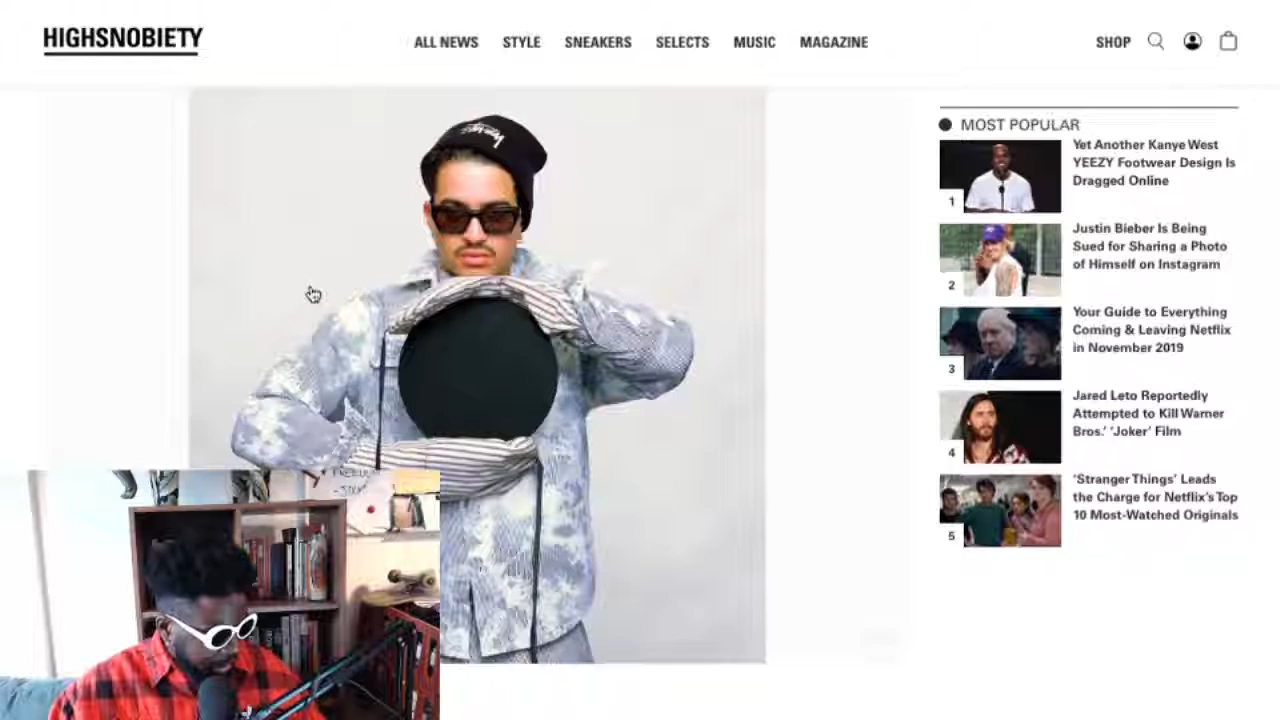 HIGHSNOBIETY
ALL NEWS STYLE SNEAKERS SELECTS MUSIC MAGAZINE
SHOP
MOST POPULAR
Yet Another Kanye West
YEEZY Footwear Design Is
Dragged Online
1
Justin Bieber Is Being
Sued for Sharing a Photo
of Himself on Instagram
2
Your Guide to Everything
Coming & Leaving Netflix
in November 2019
3
Jared Leto Reportedly
Attempted to Kill Warner
Bros.' 'Joker' Film
4
'Stranger Things' Leads
the Charge for Netflix's Top
10 Most-Watched Originals
5